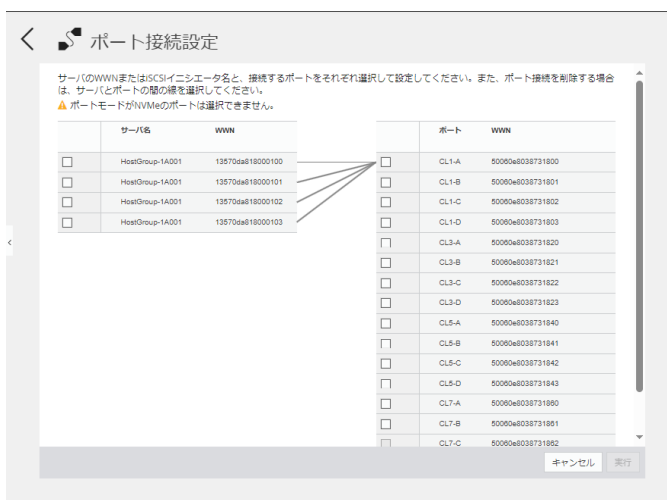 ポート接続設定
サーバのWWNまたはiSCSIイニシエータ名と、接続するポートをそれぞれ選択して設定してください。また、ポート接続を削除する場合
は、サーバとポートの間の線を選択してください。
ポートモードがNVMeのポートは選択できません。
サーバ名 WWN ポート WWN
HostGroup-1A001 13570da818000100 CL1-A 50060e8038731800
HostGroup-1A001 13570da818000101 CL1-B 50060e8038731801
HostGroup-1A001 13570da818000102 CL1-C 50060e8038731802
HostGroup-1A001 13570da818000103 CL1-D 50060e8038731803
CL3-A 50060e8038731820
CL3-B 50060e8038731821
CL3-C 50060e8038731822
CL3-D 50060e8038731823
CL5-A 50060e8038731840
CL5-B 50060e8038731841
CL5-C 50060e8038731842
CL5-D 50060e8038731843
CL7-A 50060e8038731860
CL7-B 50060e8038731861
CL7-C 50060e8038731862
キャンセル 実行